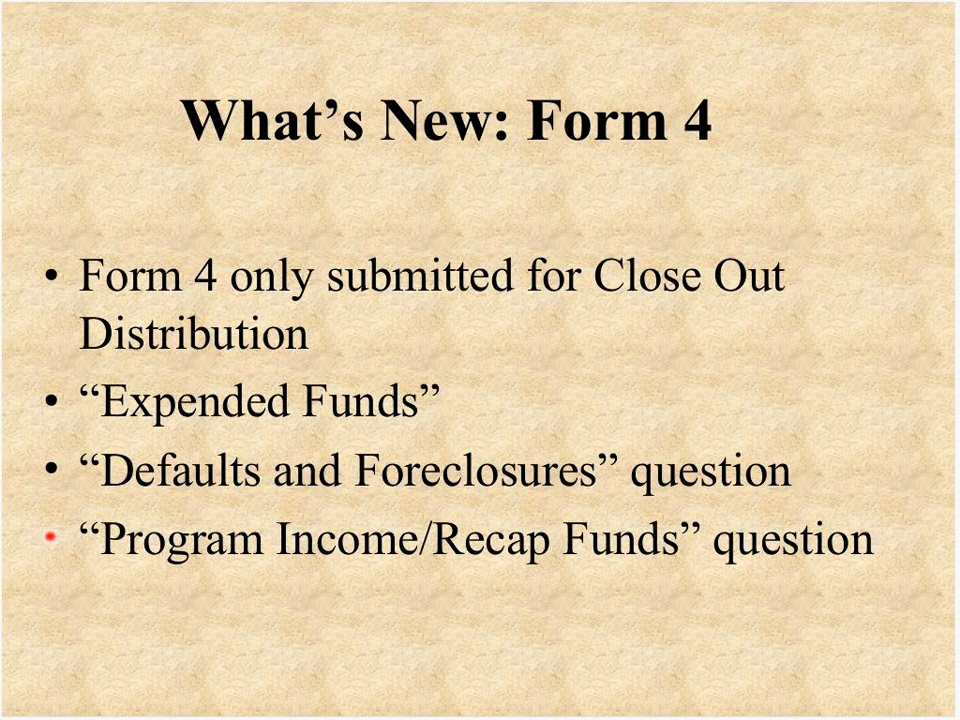 What’s New: Form 4
• Form 4 only submitted for Close Out
Distribution
• “Expended Funds”
• “Defaults and Foreclosures” question
• “Program Income/Recap Funds” question